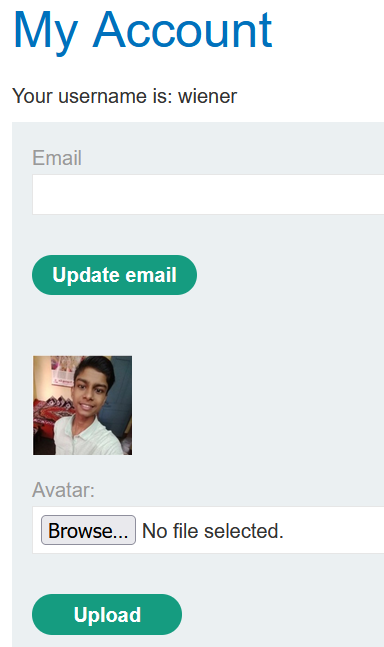 My Account
Your username is: wiener
Email
Update email
Avatar:
Browse... No file selected.
Upload